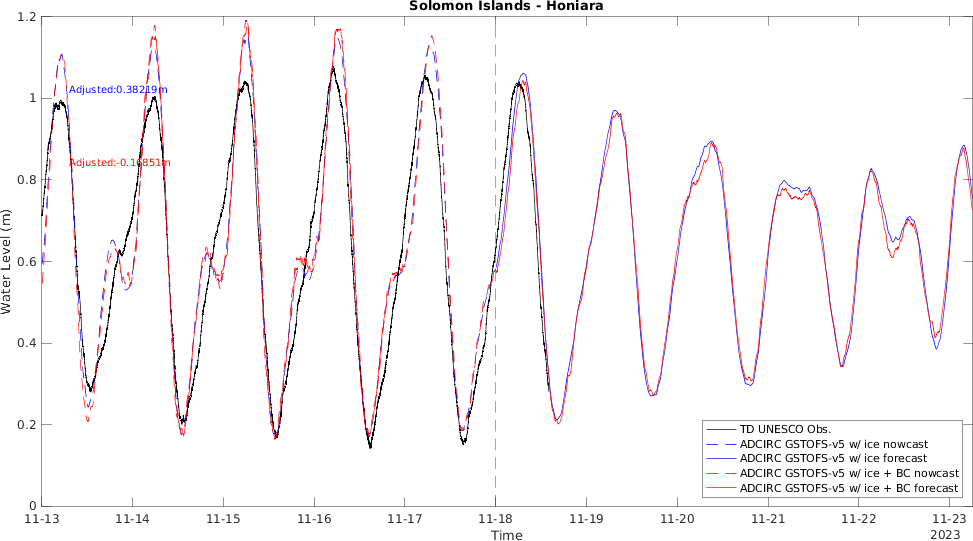 Solomon Islands - Honiara
Water Level (m)
1.2
1
0.8
0.6
0.4
0.2
0
Adjusted:0.38219m
Adjusted:-0.16851m
TD UNESCO Obs.
ADCIRC GSTOFS-v5 w/ ice nowcast
ADCIRC GSTOFS-v5 w/ ice forecast
ADCIRC GSTOFS-v5 w/ ice + BC nowcast
ADCIRC GSTOFS-v5 w/ ice + BC forecast
11-13 11-14 11-15 11-16 11-17 11-18 11-19 11-20 11-21 11-22 11-23
Time
2023